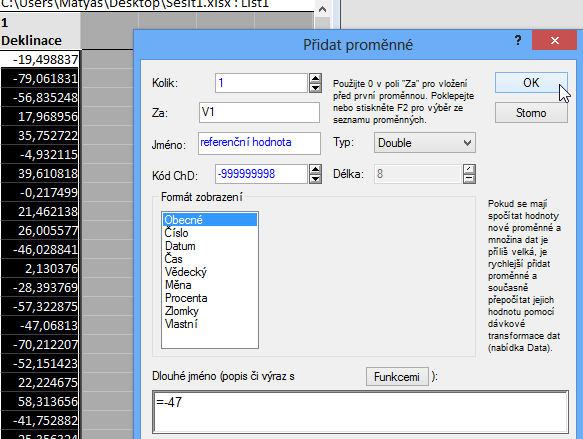 C:\Users\Matyas\Desktop\Sesit1.xlsx : List1
1
Deklinace
-19,498837
-79,061831
-56,835248
17,968956
35,752722
-4,932115
39,610818
-0,217499
21,462138
26,005577
-46,028841
2,130376
-28,393769
-57,322875
-47,06813
-70,212207
-52,151423
22,224675
58,313656
-41,752882
Přidat proměnné
?
Kolik:
1
Použijte 0 v poli "Za" pro vložení
před první proměnnou. Poklepejte
nebo stiskněte F2 pro výběr ze
seznamu proměnných.
OK
Za:
V1
Storno
Jméno:
referenční hodnota
Typ:
Double
Kód ChD:
-999999998
Délka:
8
Formát zobrazení
Obecné
Číslo
Datum
Čas
Vědecký
Měna
Procenta
Zlomky
Vlastní
Pokud se mají
spočítat hodnoty
nové proměnné a
množina dat je
příliš velká, je
rychlejší přidat
proměnné a
současně
přepočítat jejich
hodnotu pomocí
dávkové
transformace dat
(nabídka Data).
Dlouhé jméno (popis či výraz s
Funkcemi
):
=-47